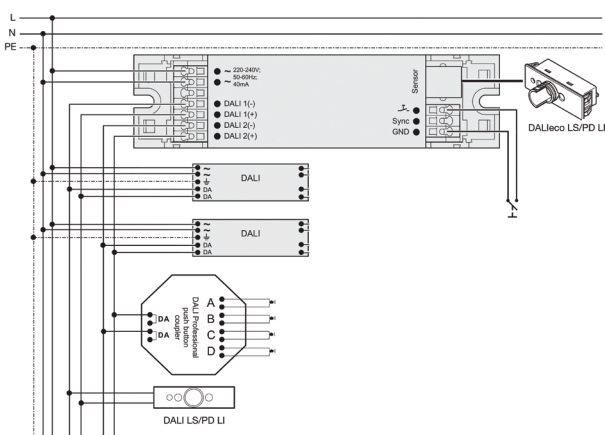 L
N
PE
~ 220-240V;
50-60Hz;
~ 40mA
DALI 1(-)
DALI 1(+)
DALI 2(-)
DALI 2(+)
Sensor
Sync
GND
DALIeco LS/PD LI
~
~
DA
DA
DALI
~
~
DA
DA
DALI
DALI Professional
push button
coupler
DA
DA
A
B
C
D
DALI LS/PD LI